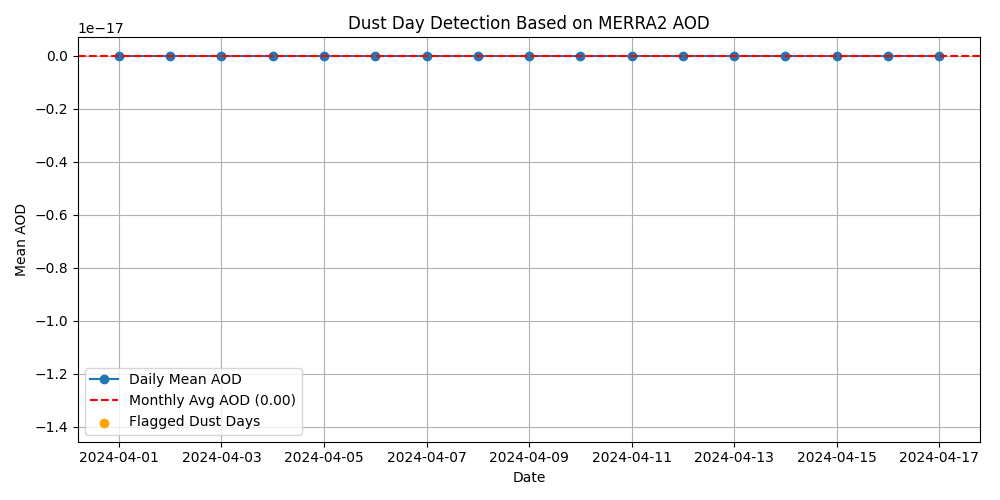 Dust Day Detection Based on MERRA2 AOD
1e−17
0.0
−0.2
−0.4
−0.6
−0.8
−1.0
−1.2
−1.4
Mean AOD
Daily Mean AOD
Monthly Avg AOD (0.00)
Flagged Dust Days
2024-04-01 2024-04-03 2024-04-05 2024-04-07 2024-04-09 2024-04-11 2024-04-13 2024-04-15 2024-04-17
Date